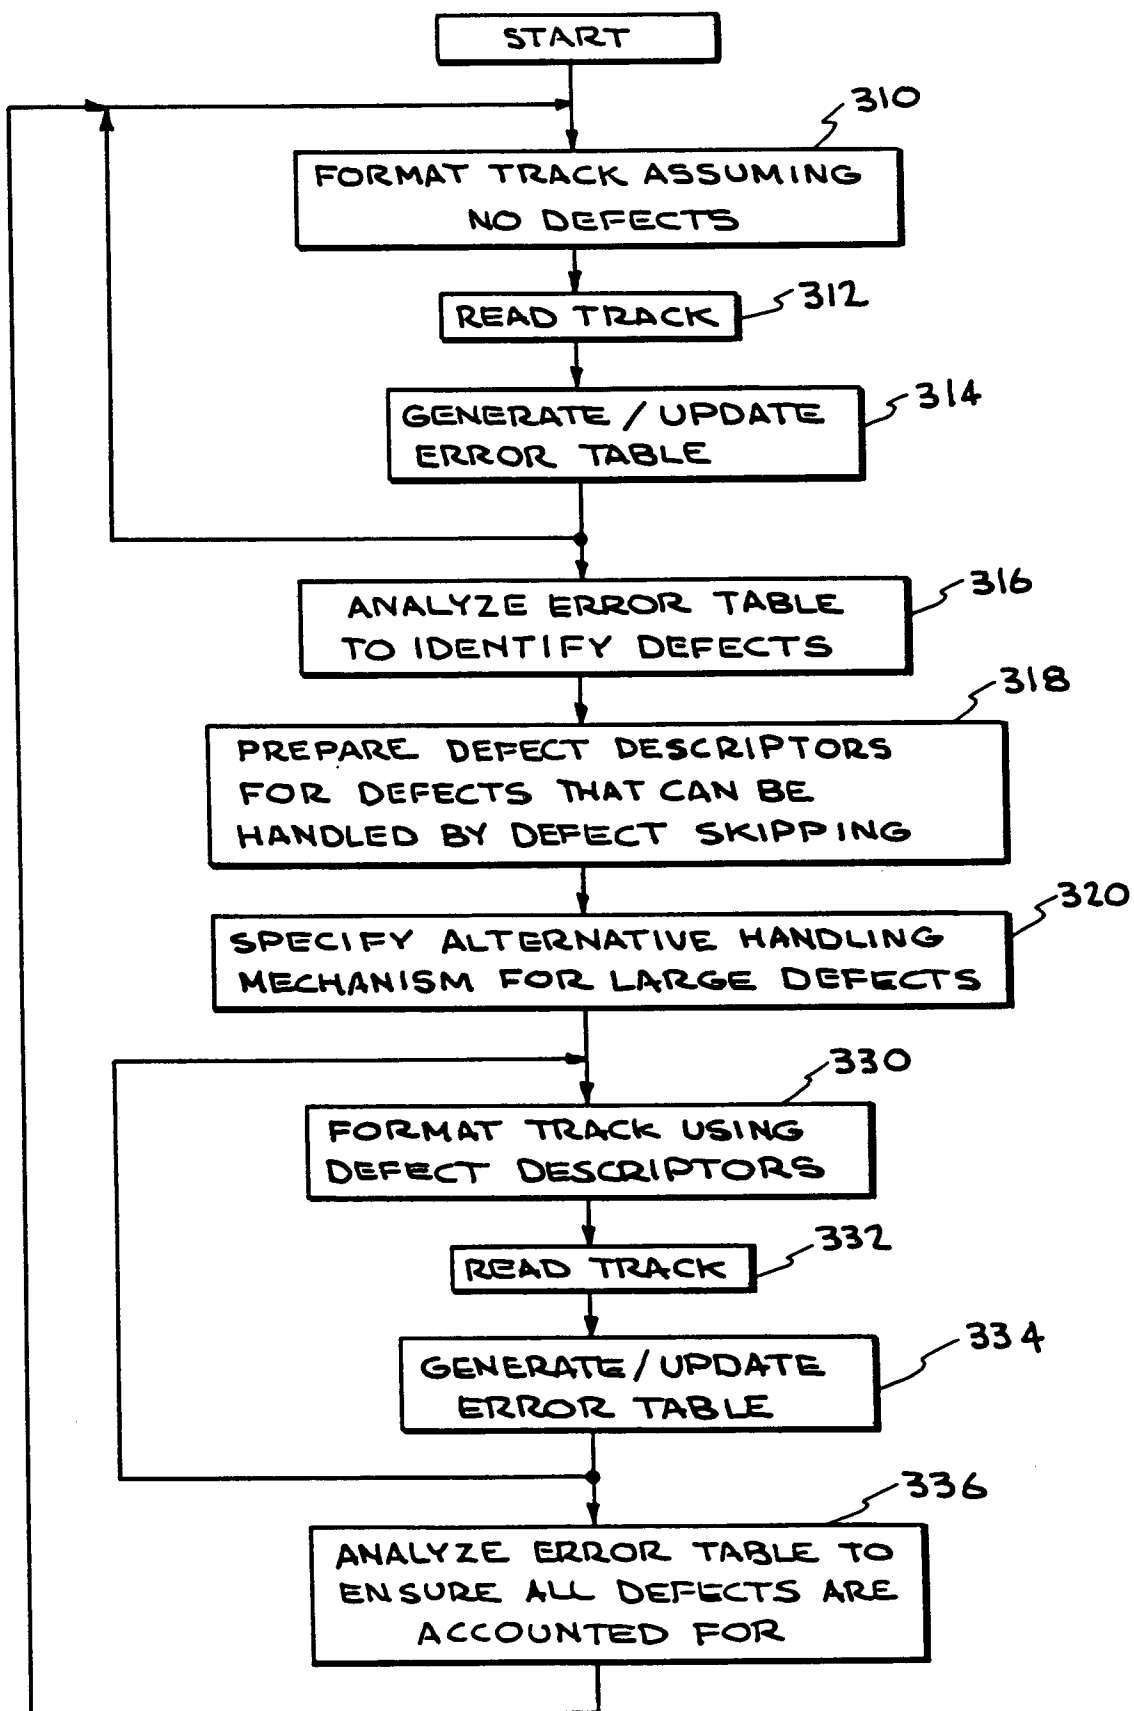 START
310
FORMAT TRACK ASSUMING
NO DEFECTS
312
READ TRACK
314
GENERATE / UPDATE
ERROR TABLE
316
ANALYZE ERROR TABLE
TO IDENTIFY DEFECTS
318
PREPARE DEFECT DESCRIPTORS
FOR DEFECTS THAT CAN BE
HANDLED BY DEFECT SKIPPING
320
SPECIFY ALTERNATIVE HANDLING
MECHANISM FOR LARGE DEFECTS
330
FORMAT TRACK USING
DEFECT DESCRIPTORS
332
READ TRACK
334
GENERATE/UPDATE
ERROR TABLE
336
ANALYZE ERROR TABLE TO
ENSURE ALL DEFECTS ARE
ACCOUNTED FOR